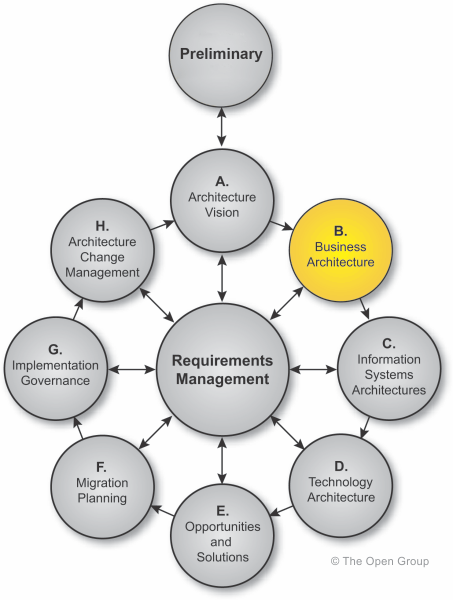 Preliminary
A.
Architecture
Vision
B.
Business
Architecture
H.
Architecture
Change
Management
C.
Information
Systems
Architectures
G.
Implementation
Governance
Requirements
Management
D.
Technology
Architecture
F.
Migration
Planning
E.
Opportunities
and
Solutions
© The Open Group